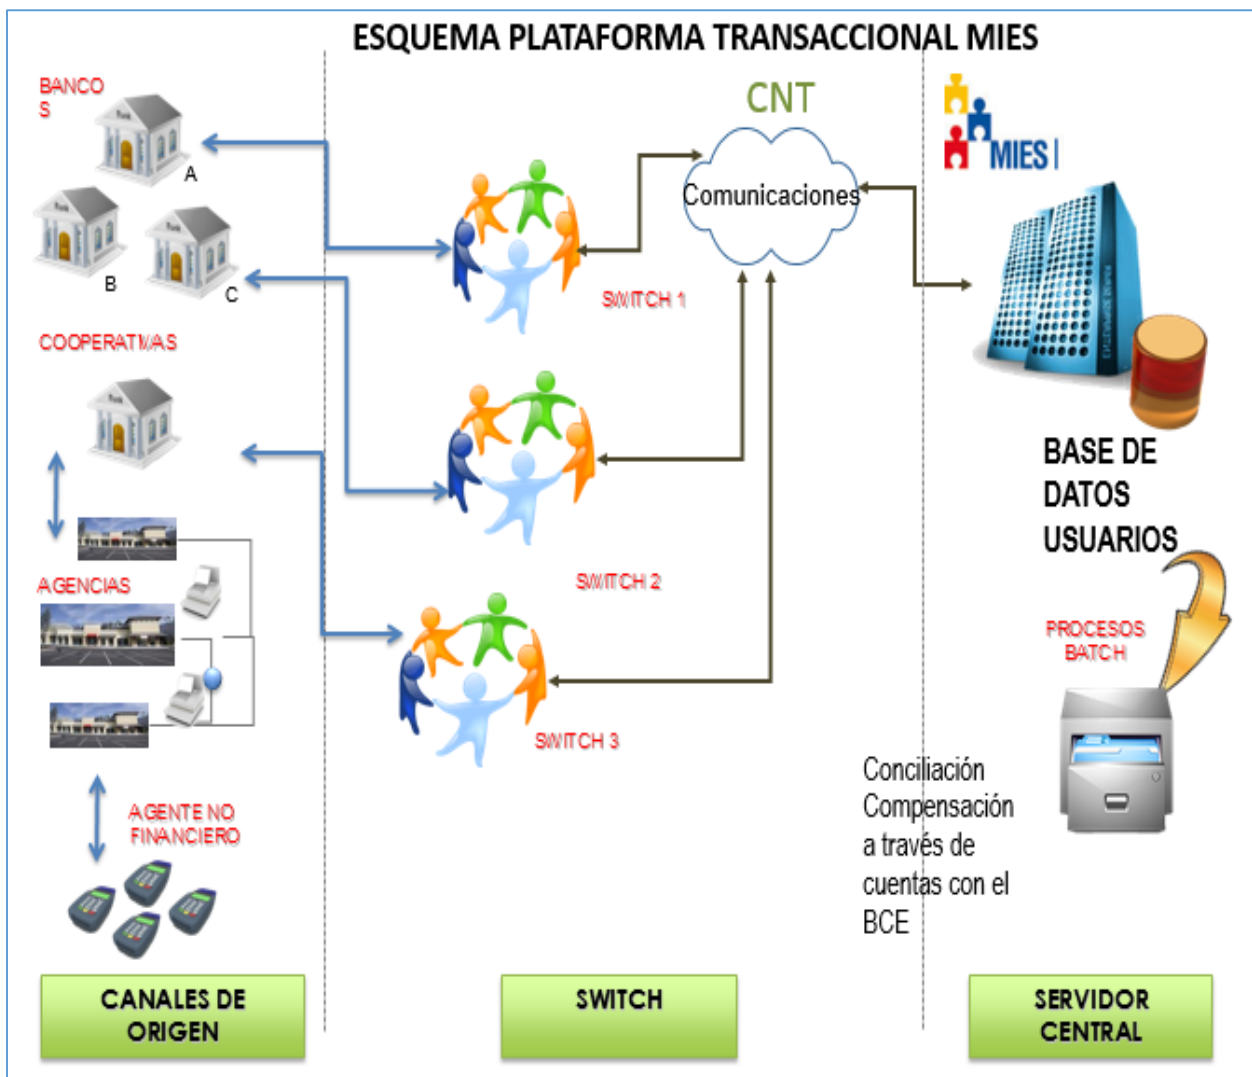 ESQUEMA PLATAFORMA TRANSACCIONAL MIES
BANCO
S
A
B
C
COOPERATIVAS
AGENCIAS
AGENTE NO
FINANCIERO
CANALES DE
ORIGEN
CNT
Comunicaciones
SWITCH 1
SWITCH 2
SWITCH 3
SWITCH
MIES
BASE DE
DATOS
USUARIOS
PROCESOS
BATCH
Conciliación
Compensación
a través de
cuentas con el
BCE
SERVIDOR
CENTRAL